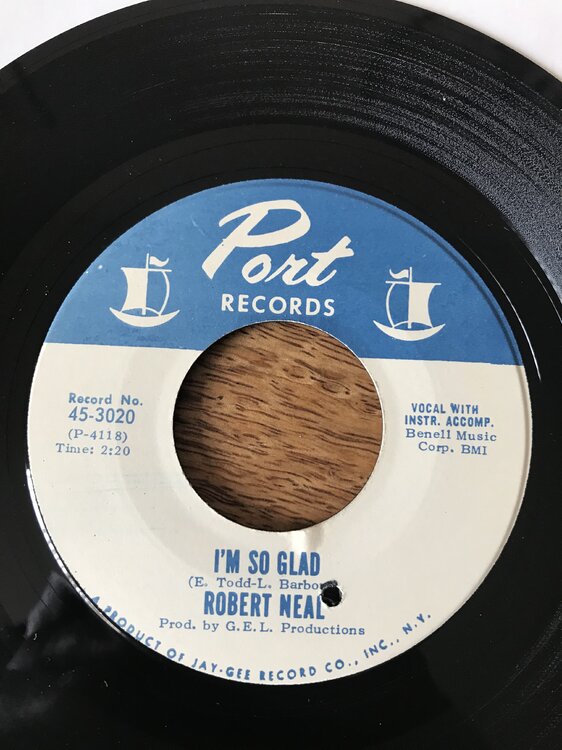 Port
RECORDS
Record No.
45-3020
(P-4118)
Time: 2:20
VOCAL WITH
INSTR. ACCOMP.
Benell Music
Corp. BMI
I'M SO GLAD
(E. Todd-L.
ROBERT NEAL
Prod. by G.E.L. Productions
A PRODUCT OF JAY-GEE RECORD CO., INC., N.Y.